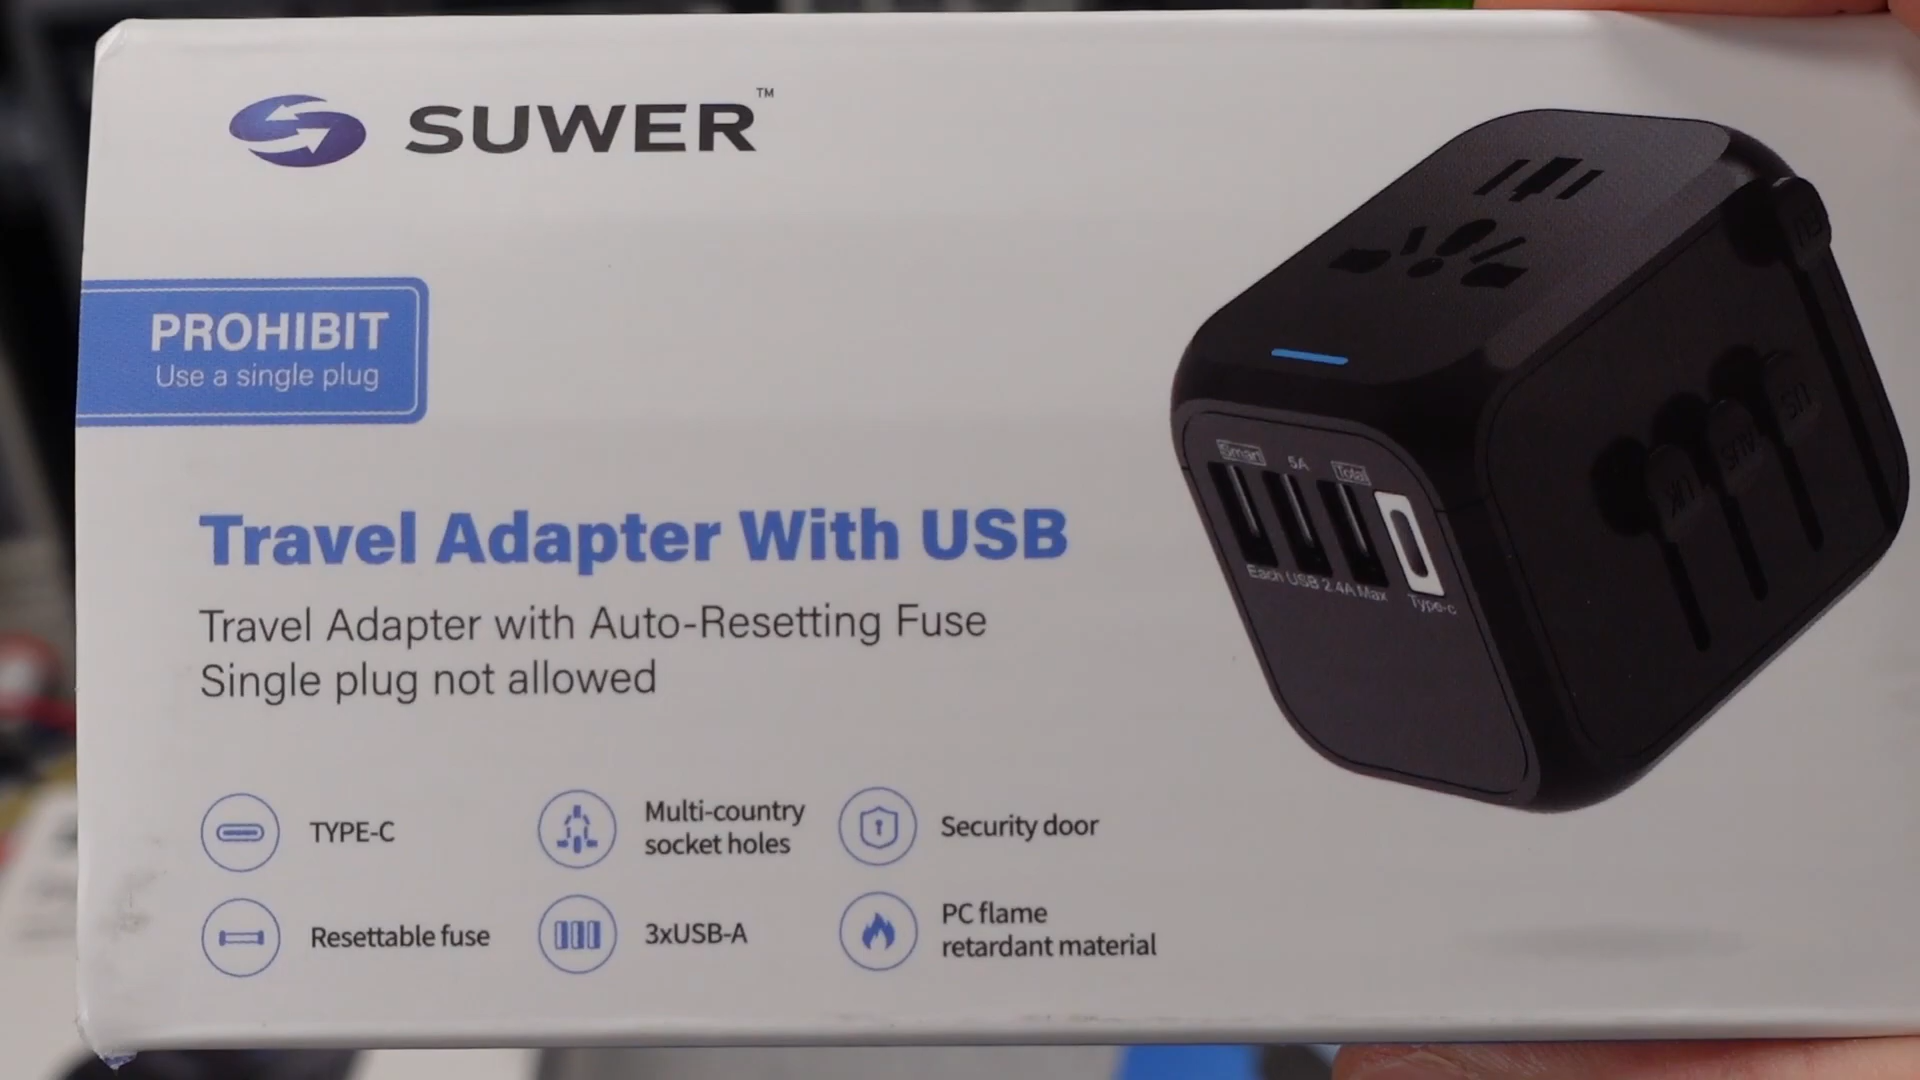 SUWER™
PROHIBIT
Use a single plug
Travel Adapter With USB
Travel Adapter with Auto-Resetting Fuse
Single plug not allowed
TYPE-C
Multi-country
socket holes
Security door
Resettable fuse
3xUSB-A
PC flame
retardant material
Smart 5A Total
Each USB 2.4A Max
Type-c
EU
US
UK